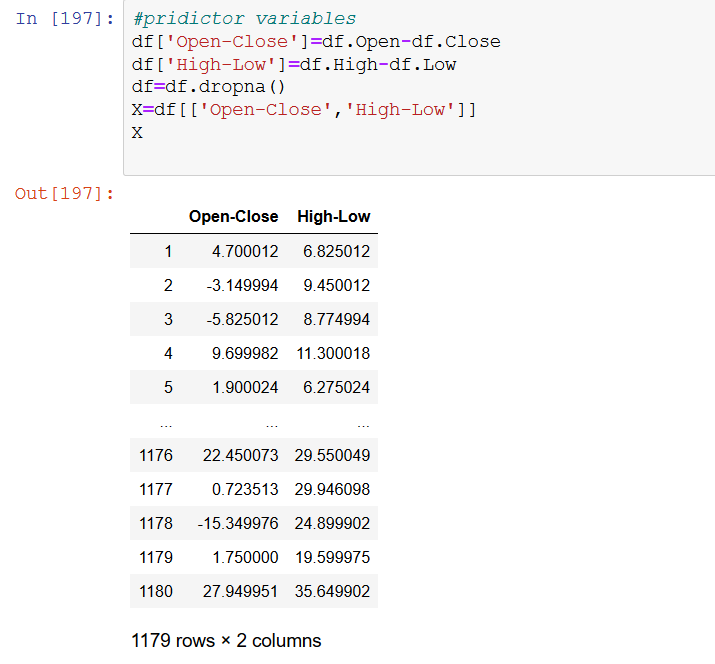 In [197]: #pridictor variables
df['Open-Close']=df.Open-df.Close
df['High-Low']=df.High-df.Low
df=df.dropna()
X=df[['Open-Close','High-Low']]
X
Out[197]:
Open-Close High-Low
1 4.700012 6.825012
2 -3.149994 9.450012
3 -5.825012 8.774994
4 9.699982 11.300018
5 1.900024 6.275024
... ... ...
1176 22.450073 29.550049
1177 0.723513 29.946098
1178 -15.349976 24.899902
1179 1.750000 19.599975
1180 27.949951 35.649902
1179 rows × 2 columns